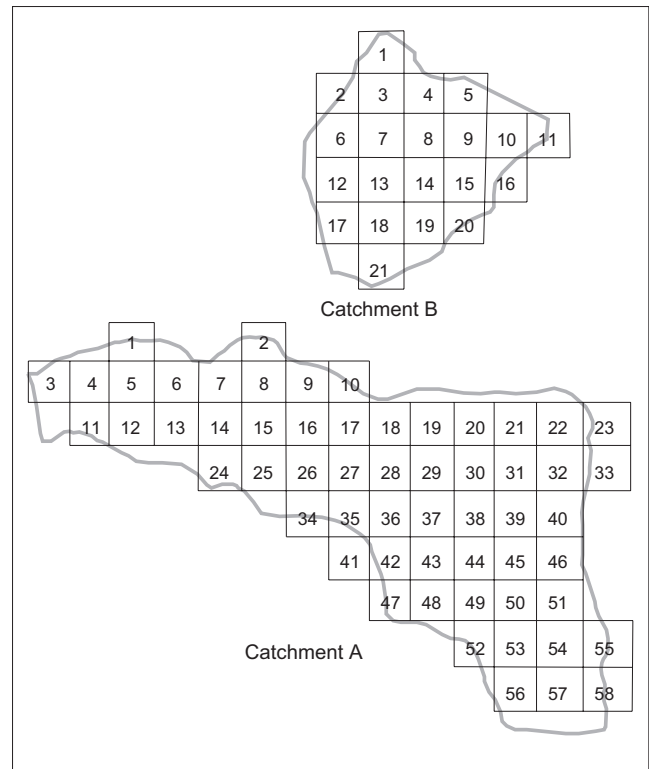 1
2 3 4 5
6 7 8 9 10 11
12 13 14 15 16
17 18 19 20
21
Catchment B
1 2
3 4 5 6 7 8 9 10
11 12 13 14 15 16 17 18 19 20 21 22 23
24 25 26 27 28 29 30 31 32 33
34 35 36 37 38 39 40
41 42 43 44 45 46
47 48 49 50 51
52 53 54 55
Catchment A
56 57 58